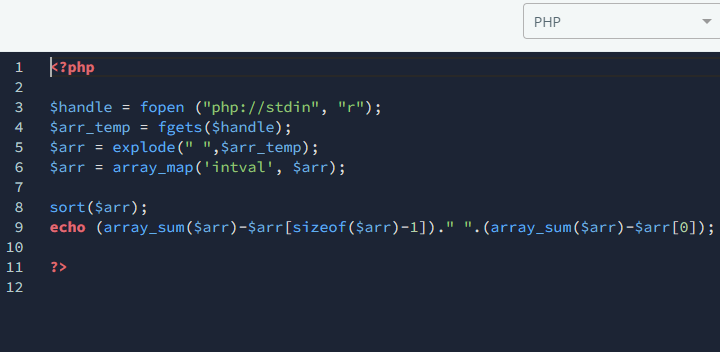 PHP
1 <?php
2
3 $handle = fopen ("php://stdin", "r");
4 $arr_temp = fgets($handle);
5 $arr = explode(" ",$arr_temp);
6 $arr = array_map('intval', $arr);
7
8 sort($arr);
9 echo (array_sum($arr)-$arr[sizeof($arr)-1])." ".(array_sum($arr)-$arr[0]);
10
11 ?>
12